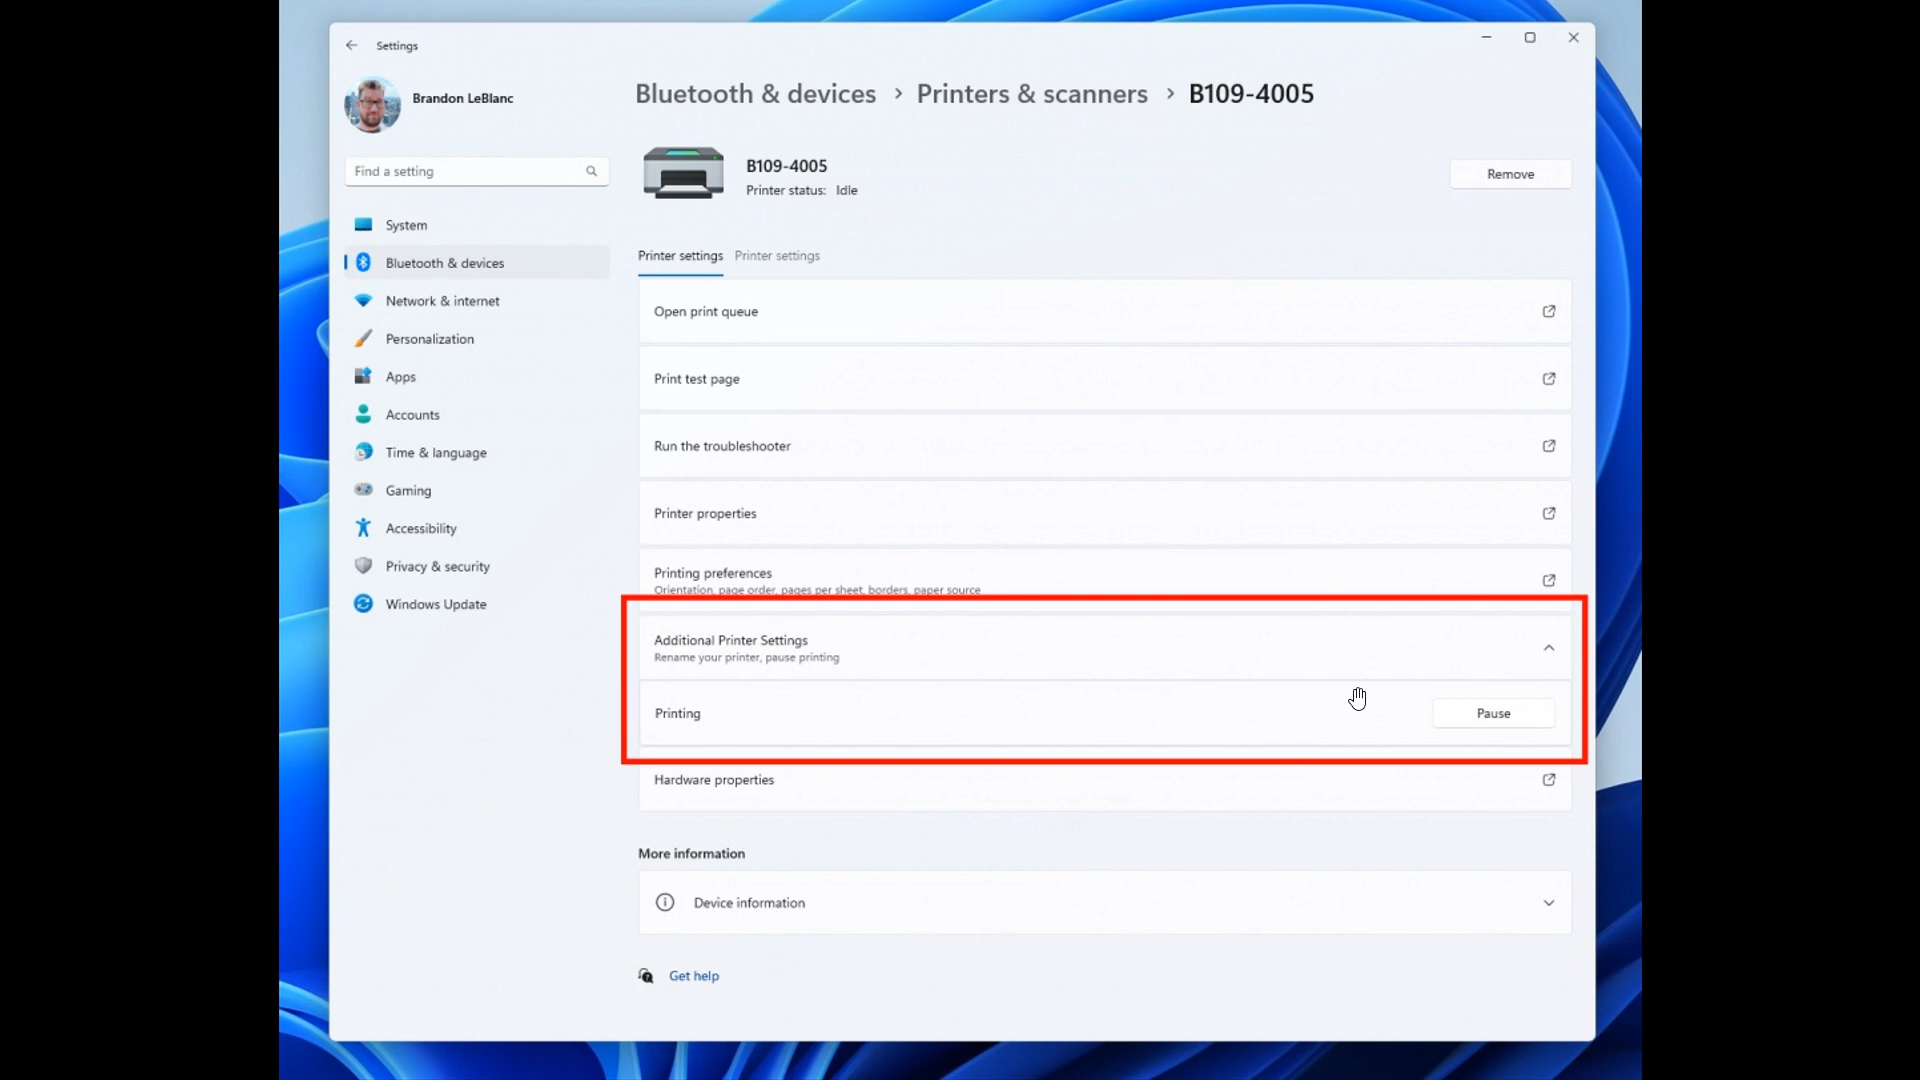 Settings
Brandon LeBlanc
Find a setting
System
Bluetooth & devices
Network & internet
Personalization
Apps
Accounts
Time & language
Gaming
Accessibility
Privacy & security
Windows Update
Bluetooth & devices › Printers & scanners › B109-4005
B109-4005
Printer status: Idle
Remove
Printer settings Printer settings
Open print queue
Print test page
Run the troubleshooter
Printer properties
Printing preferences
Orientation, page order, pages per sheet, borders, paper source
Additional Printer Settings
Rename your printer, pause printing
Printing
Pause
Hardware properties
More information
Device information
Get help